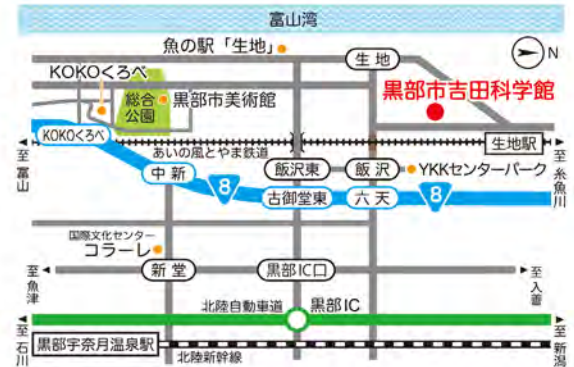 富山湾
魚の駅「生地」
N
KOKOくろべ
生地
総合
公園
黒部市美術館
黒部市吉田科学館
KOKOくろべ
至富山
あいの風とやま鉄道
生地駅
至糸魚川
中新
飯沢東
飯沢
YKKセンターパーク
8
古御堂東
六天
8
国際文化センター
コラーレ
至魚津
新堂
黒部IC口
至入善
北陸自動車道
黒部IC
至石川
黒部宇奈月温泉駅
北陸新幹線
至新潟